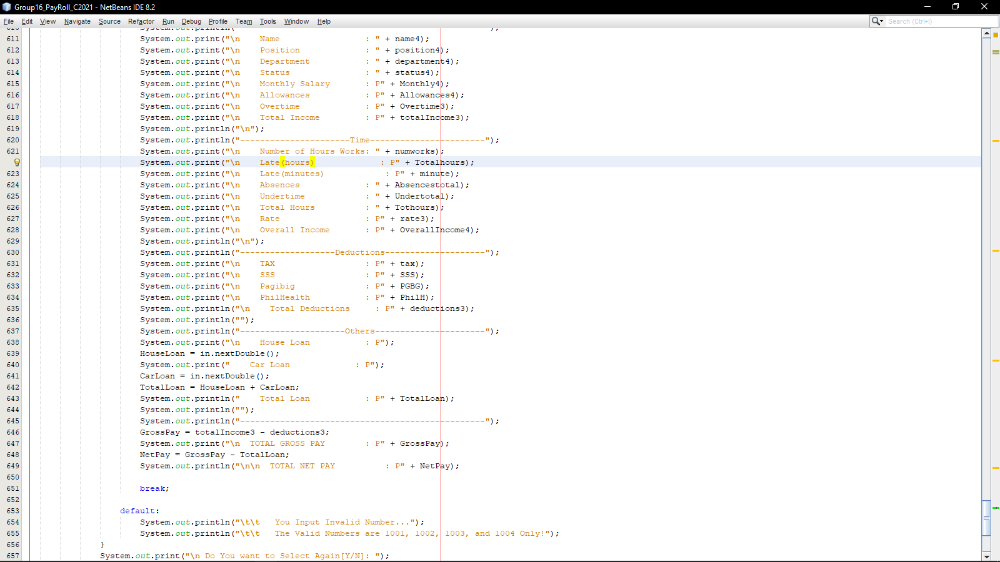 Group16_PayRoll_C2021 - NetBeans IDE 8.2
File Edit View Navigate Source Refactor Run Debug Profile Team Tools Window Help Search (Ctrl+I)
610 System.out.println(" ");
611 System.out.print("\n    Name                 : " + name4);
612 System.out.print("\n    Position             : " + position4);
613 System.out.print("\n    Department           : " + department4);
614 System.out.print("\n    Status               : " + status4);
615 System.out.print("\n    Monthly Salary       : P" + Monthly4);
616 System.out.print("\n    Allowances           : P" + Allowances4);
617 System.out.print("\n    Overtime             : P" + Overtime3);
618 System.out.print("\n    Total Income         : P" + totalIncome3);
619 System.out.println("\n");
620 System.out.println("----------------------Time-----------------------");
621 System.out.print("\n    Number of Hours Works: " + numworks);
System.out.print("\n    Late(hours)             : P" + Totalhours);
623 System.out.print("\n    Late(minutes)            : P" + minute);
624 System.out.print("\n    Absences             : " + Absencestotal);
625 System.out.print("\n    Undertime            : " + Undertotal);
626 System.out.print("\n    Total Hours          : " + Tothours);
627 System.out.print("\n    Rate                 : P" + rate3);
628 System.out.print("\n    Overall Income       : P" + OverallIncome4);
629 System.out.println("\n");
630 System.out.println("-------------------Deductions--------------------");
631 System.out.print("\n    TAX                  : P" + tax);
632 System.out.print("\n    SSS                  : P" + SSS);
633 System.out.print("\n    Pagibig              : P" + PGBG);
634 System.out.print("\n    PhilHealth           : P" + PhilH);
635 System.out.println("\n    Total Deductions     : P" + deductions3);
636 System.out.println("");
637 System.out.println("---------------------Others----------------------");
638 System.out.print("\n    House Loan           : P");
639 HouseLoan = in.nextDouble();
640 System.out.print("    Car Loan             : P");
641 CarLoan = in.nextDouble();
642 TotalLoan = HouseLoan + CarLoan;
643 System.out.println("    Total Loan           : P" + TotalLoan);
644 System.out.println("");
645 System.out.println("-------------------------------------------------");
646 GrossPay = totalIncome3 - deductions3;
647 System.out.print("\n  TOTAL GROSS PAY        : P" + GrossPay);
648 NetPay = GrossPay - TotalLoan;
649 System.out.println("\n\n  TOTAL NET PAY          : P" + NetPay);
650
651 break;
652
653 default:
654 System.out.println("\t\t   You Input Invalid Number...");
655 System.out.println("\t\t   The Valid Numbers are 1001, 1002, 1003, and 1004 Only!");
656 }
657 System.out.print("\n Do You want to Select Again[Y/N]: ");